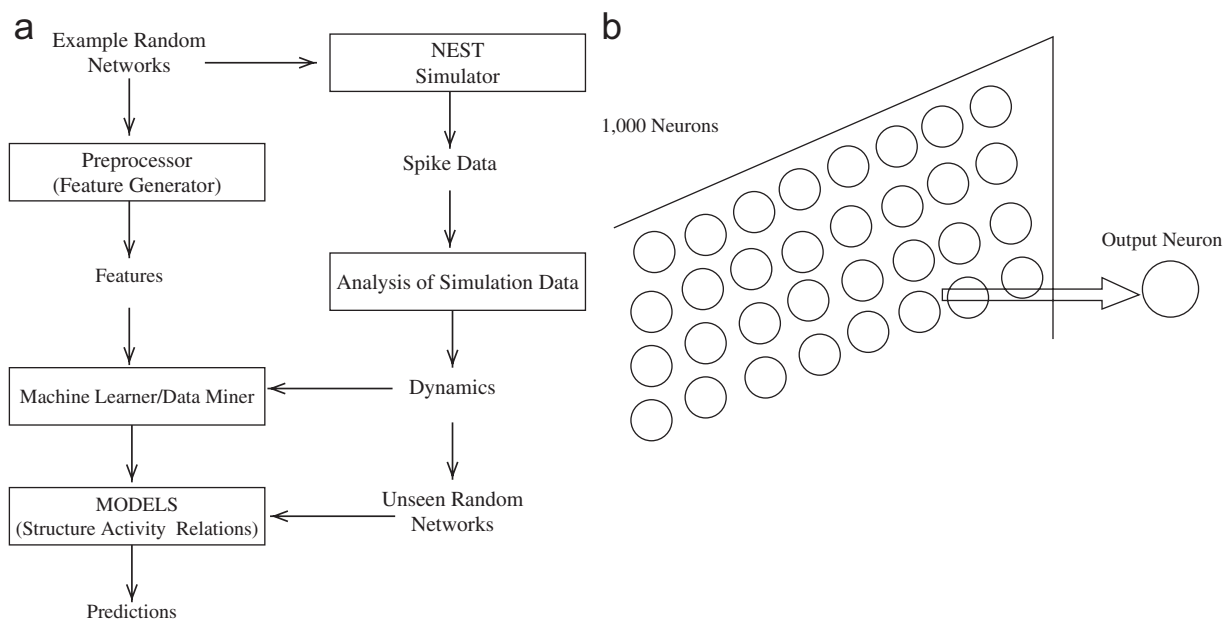 a
Example Random
Networks
NEST
Simulator
Preprocessor
(Feature Generator)
Spike Data
Features
Analysis of Simulation Data
Machine Learner/Data Miner
Dynamics
MODELS
(Structure Activity Relations)
Unseen Random
Networks
Predictions
b
1,000 Neurons
Output Neuron